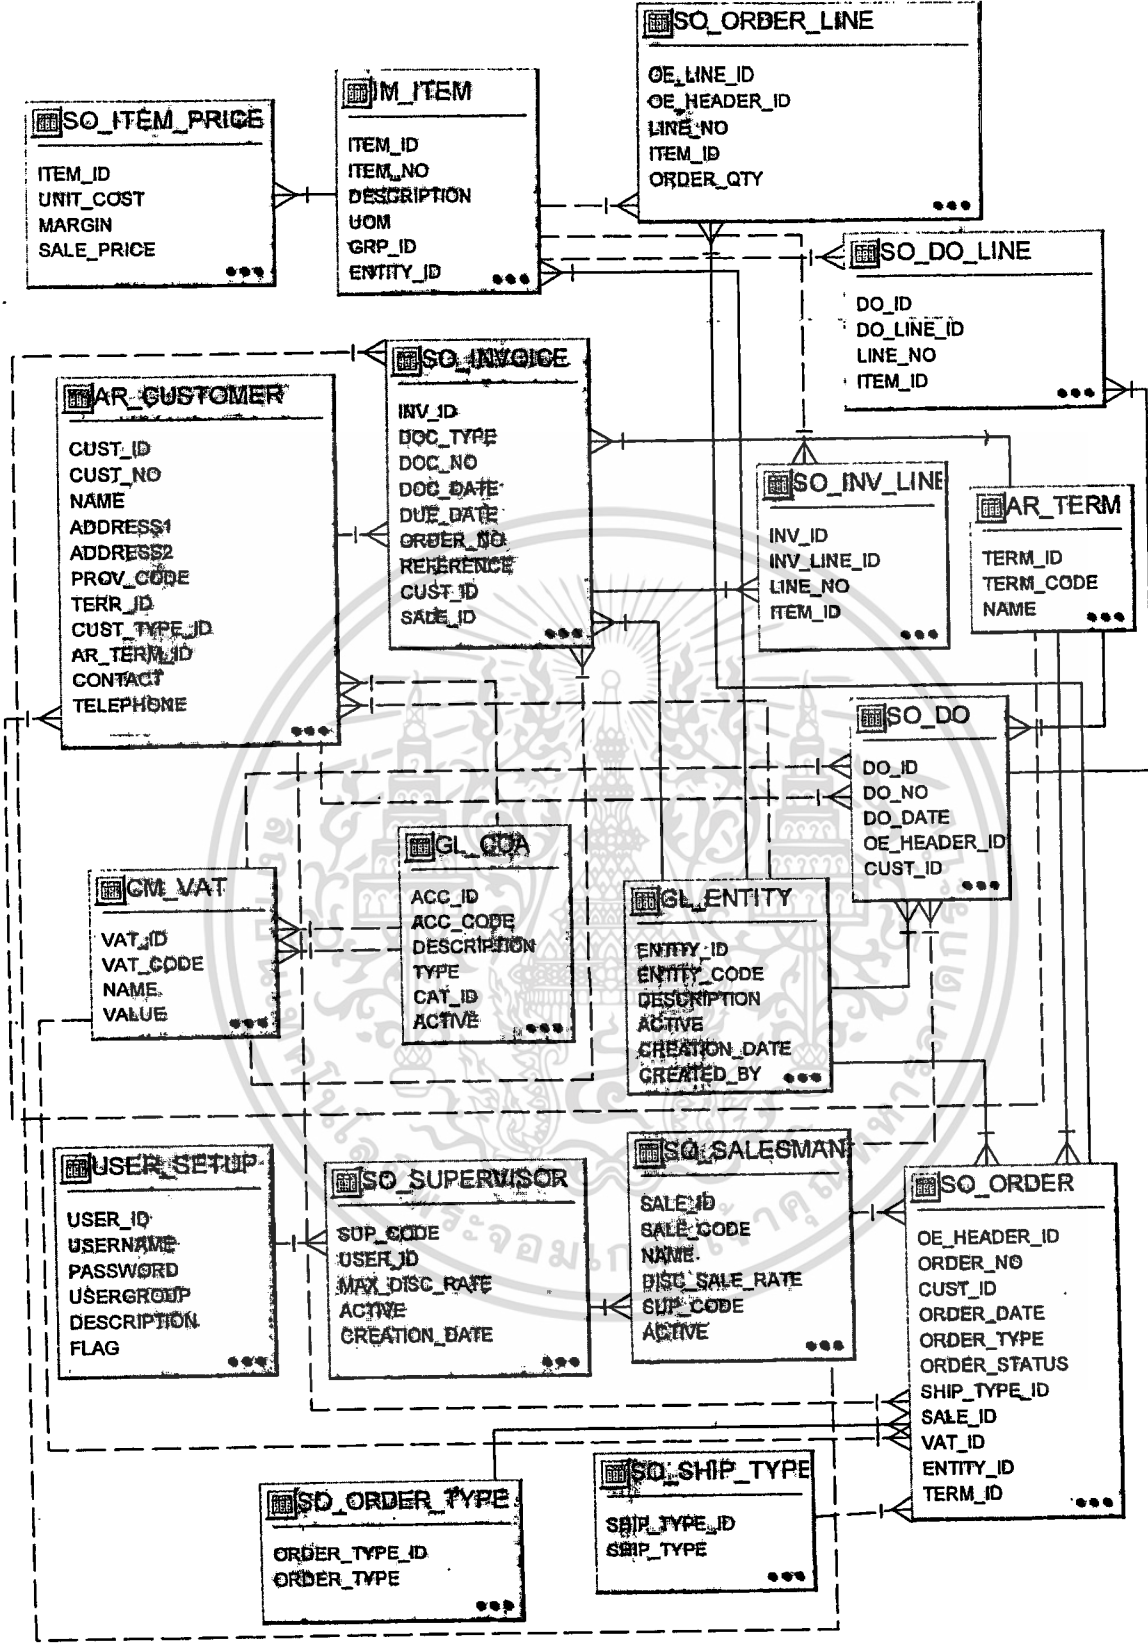 SO_ORDER_LINE
OE_LINE_ID
OE_HEADER_ID
LINE_NO
ITEM_ID
ORDER_QTY
IM_ITEM
ITEM_ID
ITEM_NO
DESCRIPTION
UOM
GRP_ID
ENTITY_ID
SO_ITEM_PRICE
ITEM_ID
UNIT_COST
MARGIN
SALE_PRICE
SO_DO_LINE
DO_ID
DO_LINE_ID
LINE_NO
ITEM_ID
SO_INVOICE
INV_ID
DOC_TYPE
DOC_NO
DOC_DATE
DUE_DATE
ORDER_NO
REFERENCE
CUST_ID
SALE_ID
AR_CUSTOMER
CUST_ID
CUST_NO
NAME
ADDRESS1
ADDRESS2
PROV_CODE
TERR_ID
CUST_TYPE_ID
AR_TERM_ID
CONTACT
TELEPHONE
SO_INV_LINE
INV_ID
INV_LINE_ID
LINE_NO
ITEM_ID
AR_TERM
TERM_ID
TERM_CODE
NAME
SO_DO
DO_ID
DO_NO
DO_DATE
OE_HEADER_ID
CUST_ID
GL_COA
ACC_ID
ACC_CODE
DESCRIPTION
TYPE
CAT_ID
ACTIVE
CM_VAT
VAT_ID
VAT_CODE
NAME
VALUE
GL_ENTITY
ENTITY_ID
ENTITY_CODE
DESCRIPTION
ACTIVE
CREATION_DATE
CREATED_BY
USER_SETUP
USER_ID
USERNAME
PASSWORD
USERGROUP
DESCRIPTION
FLAG
SO_SUPERVISOR
SUP_CODE
USER_ID
MAX_DISC_RATE
ACTIVE
CREATION_DATE
SO_SALESMAN
SALE_ID
SALE_CODE
NAME
DISC_SALE_RATE
SUP_CODE
ACTIVE
SO_ORDER
OE_HEADER_ID
ORDER_NO
CUST_ID
ORDER_DATE
ORDER_TYPE
ORDER_STATUS
SHIP_TYPE_ID
SALE_ID
VAT_ID
ENTITY_ID
TERM_ID
SO_ORDER_TYPE
ORDER_TYPE_ID
ORDER_TYPE
SO_SHIP_TYPE
SHIP_TYPE_ID
SHIP_TYPE